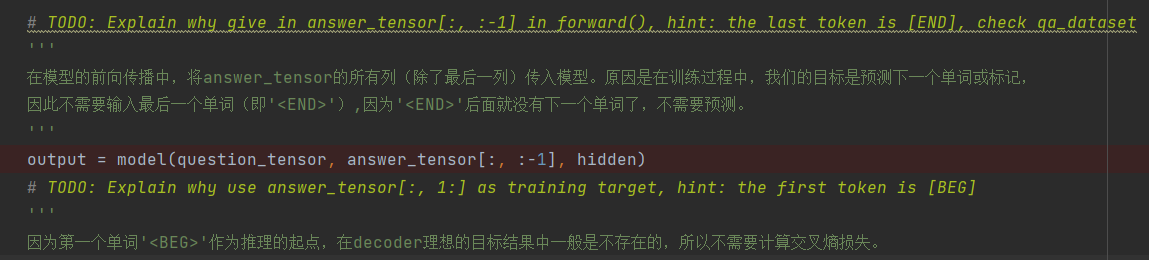 # TODO: Explain why give in answer_tensor[:, :-1] in forward(), hint: the last token is [END], check qa_dataset
'''
在模型的前向传播中，将answer_tensor的所有列（除了最后一列）传入模型。原因是在训练过程中，我们的目标是预测下一个单词或标记，
因此不需要输入最后一个单词（即'<END>'）,因为'<END>'后面就没有下一个单词了，不需要预测。
'''
output = model(question_tensor, answer_tensor[:, :-1], hidden)
# TODO: Explain why use answer_tensor[:, 1:] as training target, hint: the first token is [BEG]
'''
因为第一个单词'<BEG>'作为推理的起点，在decoder理想的目标结果中一般是不存在的，所以不需要计算交叉熵损失。